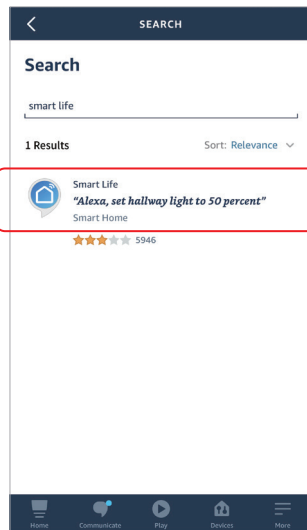 SEARCH
Search
smart life
1 Results Sort: Relevance
Smart Life
"Alexa, set hallway light to 50 percent"
Smart Home
5946
Home Communicate Play Devices More